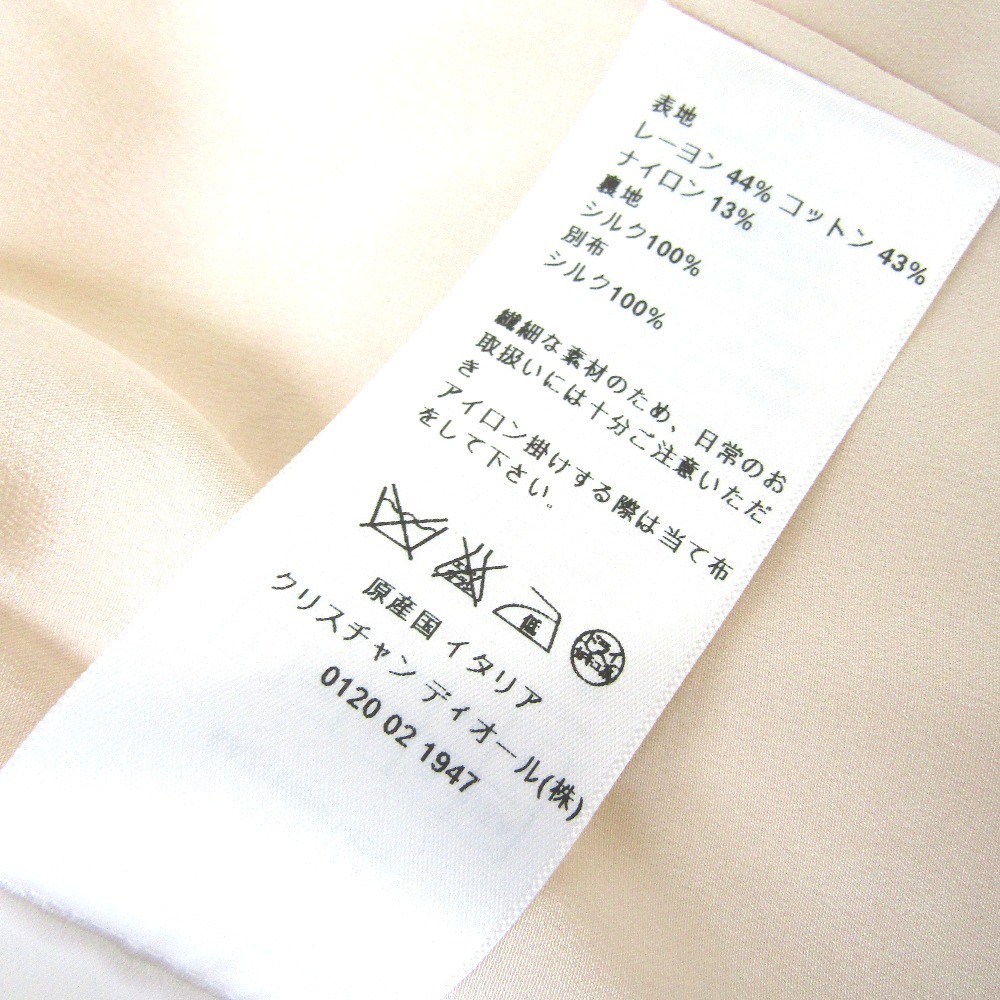 表地
レーヨン 44% コットン 43%
ナイロン 13%
裏地
シルク100%
別布
シルク100%
繊細な素材のため、日常のお
取扱いには十分ご注意いただ
き
アイロン掛けする際は当て布
をして下さい。
低
ドライ
原産国 イタリア
クリスチャン ディオール(株)
0120 02 1947